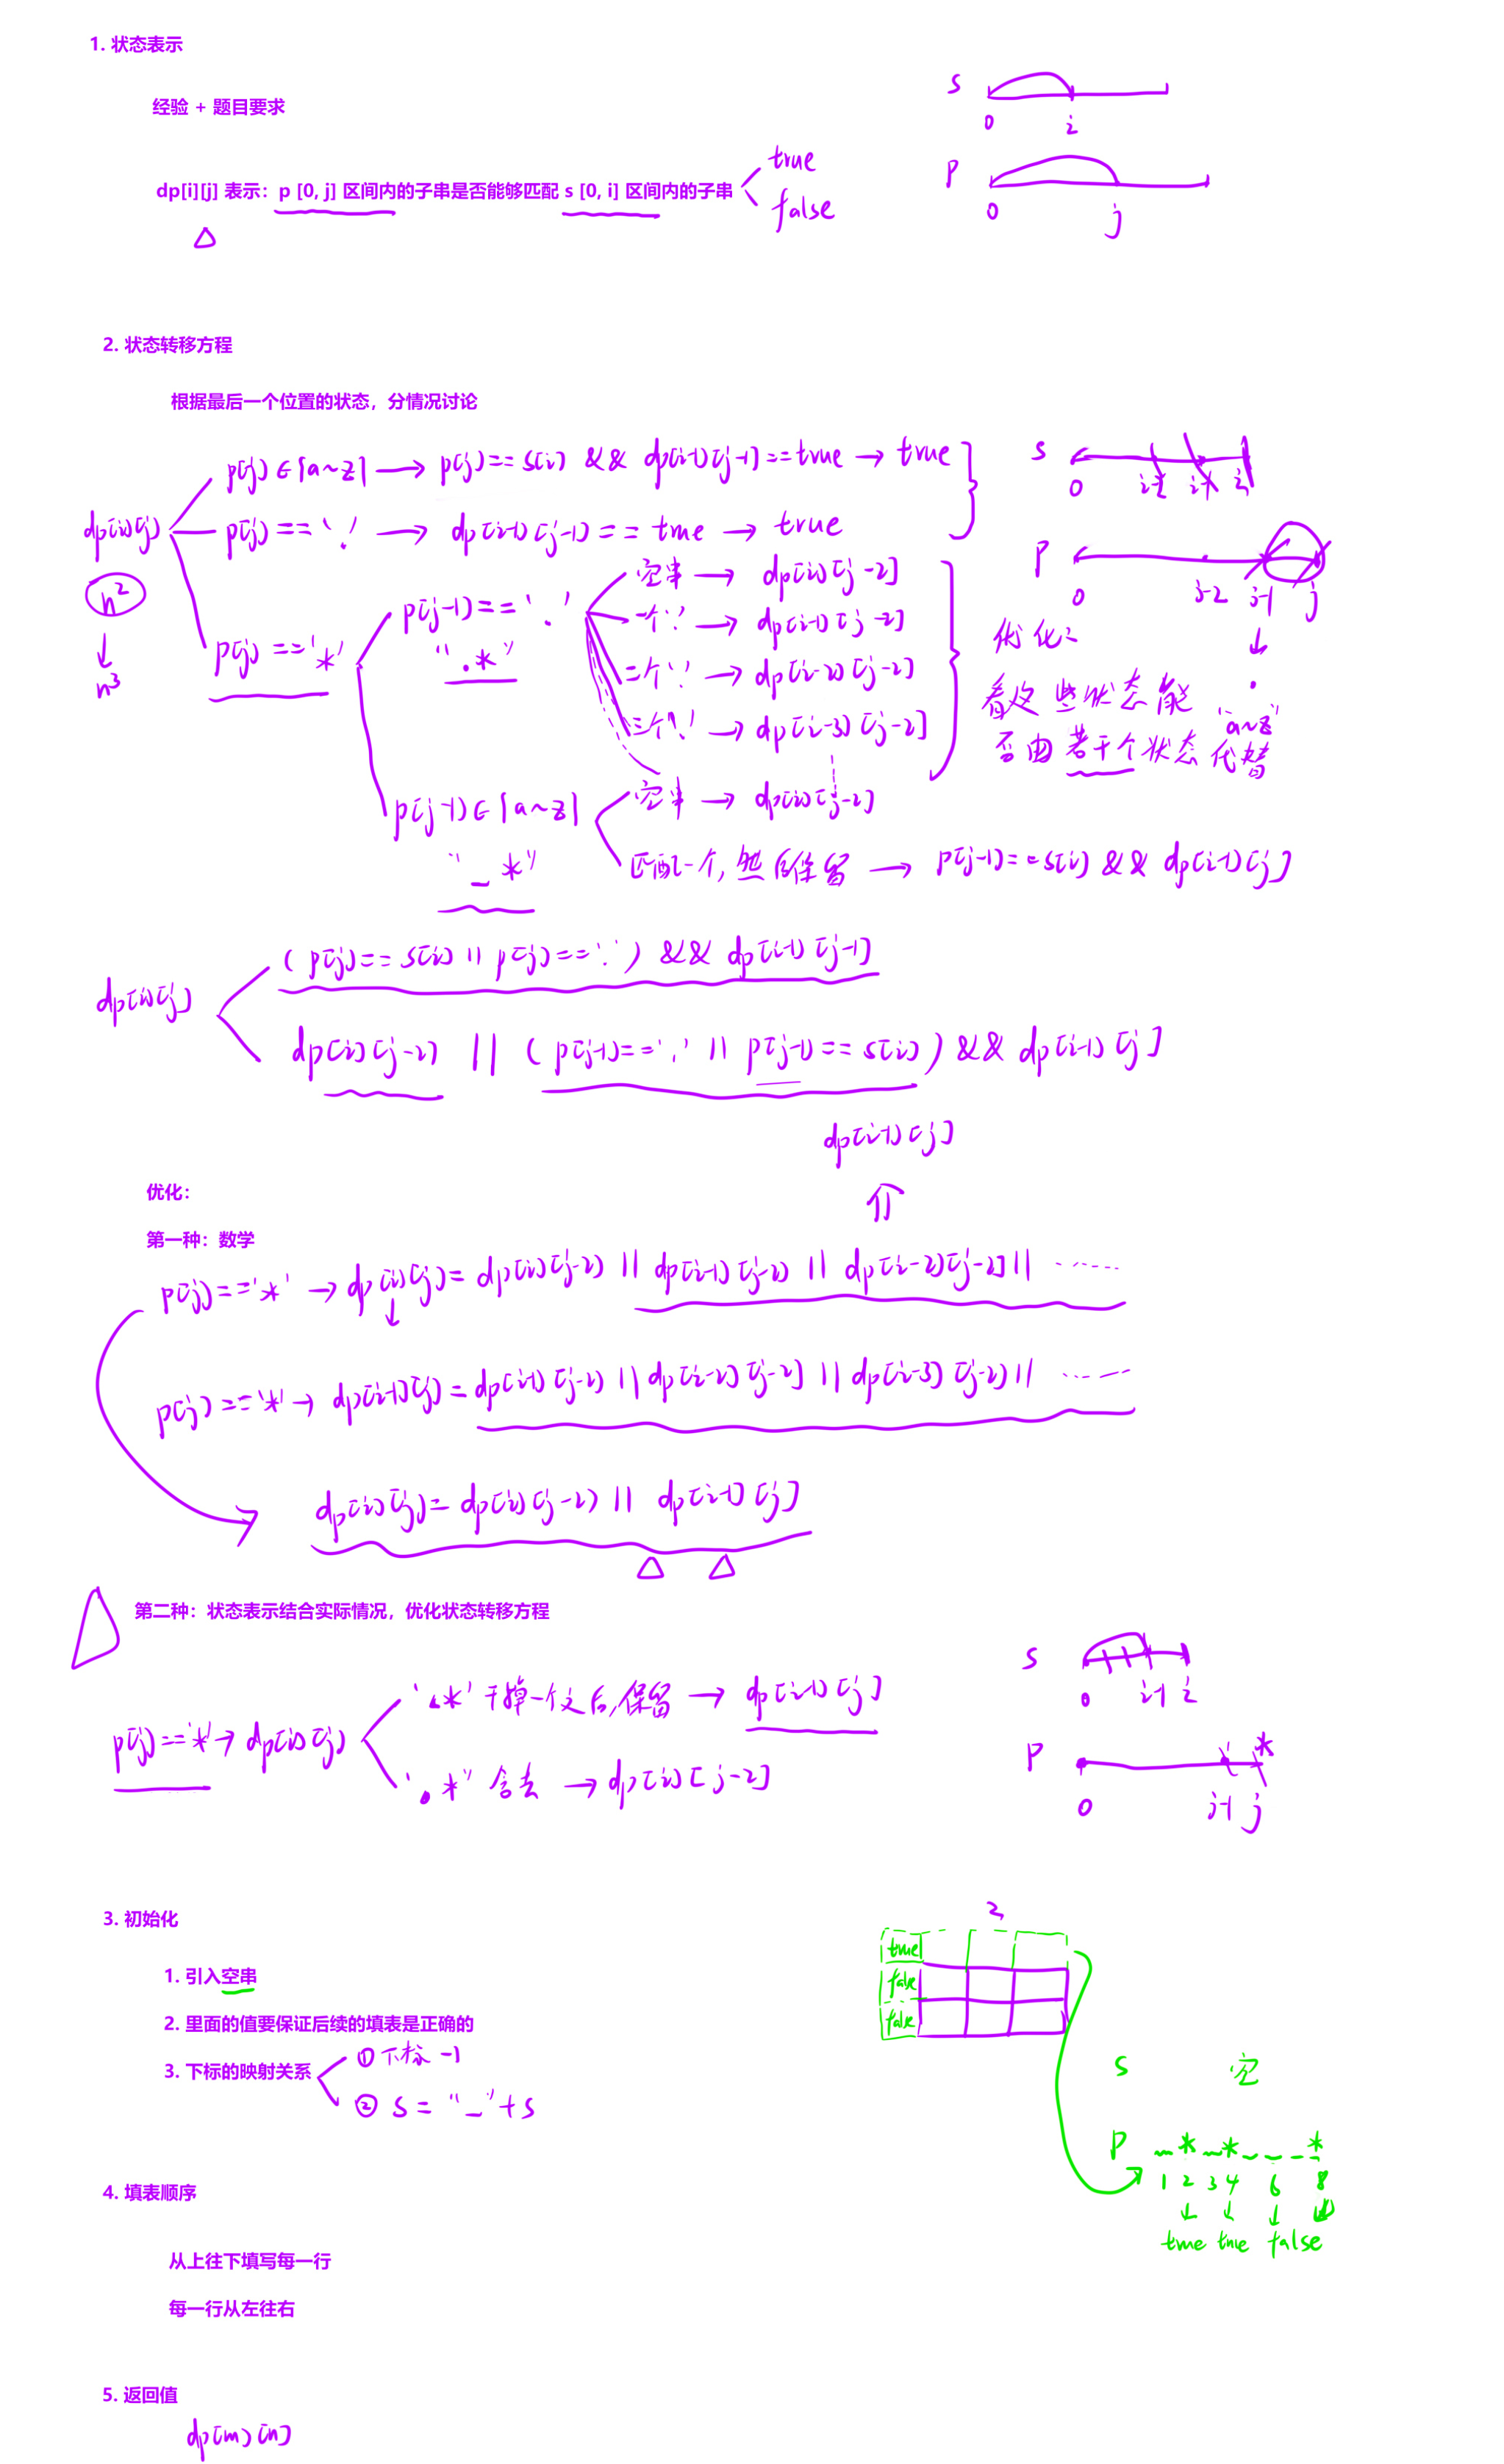 1. 状态表示
经验 + 题目要求
s
0 i
p
0 j
dp[i][j] 表示：p [0, j] 区间内的子串是否能够匹配 s [0, i] 区间内的子串
true
false
2. 状态转移方程
根据最后一个位置的状态，分情况讨论
dp[i][j]
n²
↓
n³
p[j] ∈ {a~z} → p[j] == s[i] && dp[i-1][j-1] == true → true
p[j] == '.' → dp[i-1][j-1] == true → true
p[j] == '*'
p[j-1] == '.'
".*"
空串 → dp[i][j-2]
一个'.' → dp[i-1][j-2]
二个'.' → dp[i-2][j-2]
三个'.' → dp[i-3][j-2]
p[j-1] ∈ {a~z}
"_*"
空串 → dp[i][j-2]
匹配一个, 然后保留 → p[j-1] == s[i] && dp[i-1][j]
s
0 i-2 i-1 i
p
0 j-2 j-1 j
↓
.
'a~z'
优化:
看这些状态能
否由若干个状态代替
dp[i][j]
(p[j] == s[i] || p[j] == '.') && dp[i-1][j-1]
dp[i][j-2] || (p[j-1] == '.' || p[j-1] == s[i]) && dp[i-1][j]
dp[i-1][j]
优化：
第一种：数学
p[j] == '*' → dp[i][j] = dp[i][j-2] || dp[i-1][j-2] || dp[i-2][j-2] || ......
p[j] == '*' → dp[i-1][j] = dp[i-1][j-2] || dp[i-2][j-2] || dp[i-3][j-2] || ......
dp[i][j] = dp[i][j-2] || dp[i-1][j]
第二种：状态表示结合实际情况，优化状态转移方程
p[j] == '*' → dp[i][j]
'.*' 干掉一个之后, 保留 → dp[i-1][j]
'.*' 舍去 → dp[i][j-2]
s
0 i-1 i
p *
0 j-1 j
3. 初始化
1. 引入空串
2. 里面的值要保证后续的填表是正确的
3. 下标的映射关系
① 下标 -1
② s = "_" + s
true
false
false
s 空
p _ * _ * _ _ _ *
1 2 3 4 6 8
↓ ↓ ↓ ↓
true true false
4. 填表顺序
从上往下填写每一行
每一行从左往右
5. 返回值
dp[m][n]